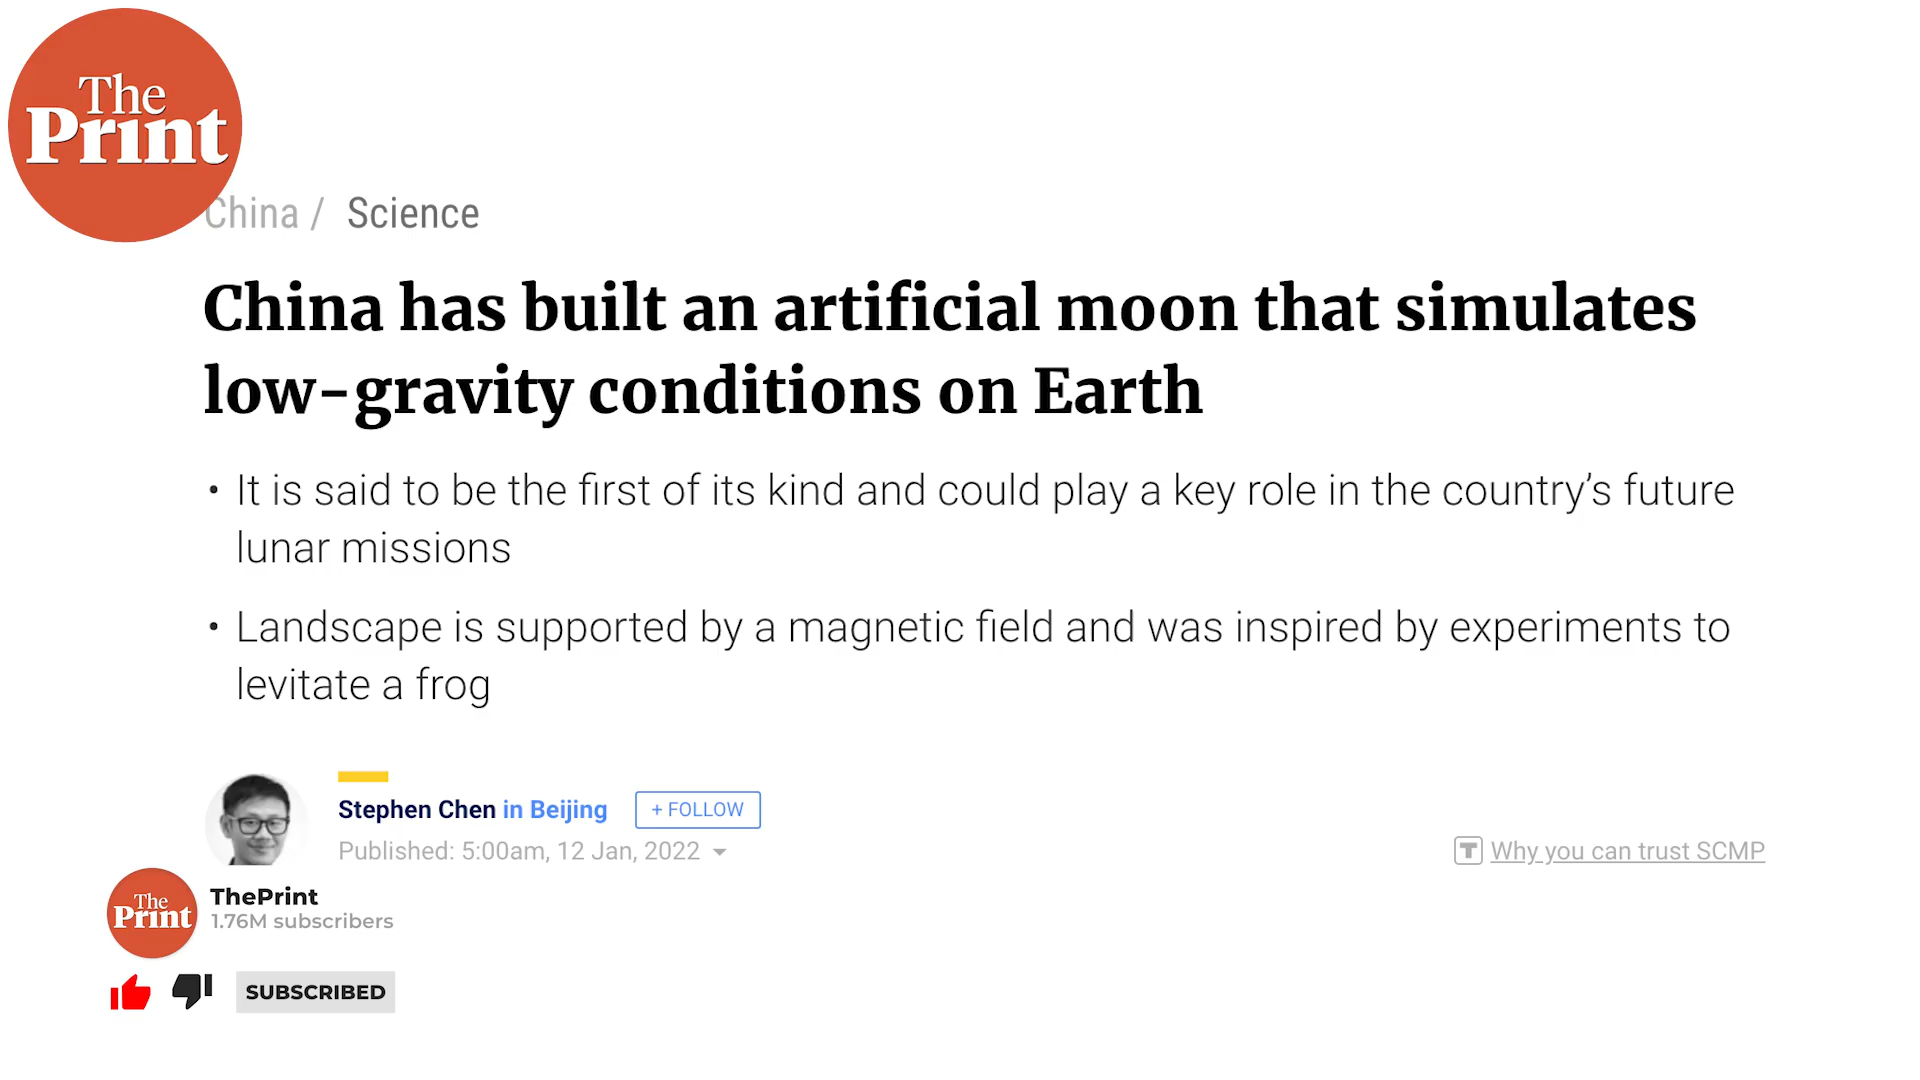 The
Print
China / Science
China has built an artificial moon that simulates
low-gravity conditions on Earth
• It is said to be the first of its kind and could play a key role in the country’s future
lunar missions
• Landscape is supported by a magnetic field and was inspired by experiments to
levitate a frog
Stephen Chen in Beijing
+ FOLLOW
Published: 5:00am, 12 Jan, 2022
T Why you can trust SCMP
The
Print
ThePrint
1.76M subscribers
SUBSCRIBED